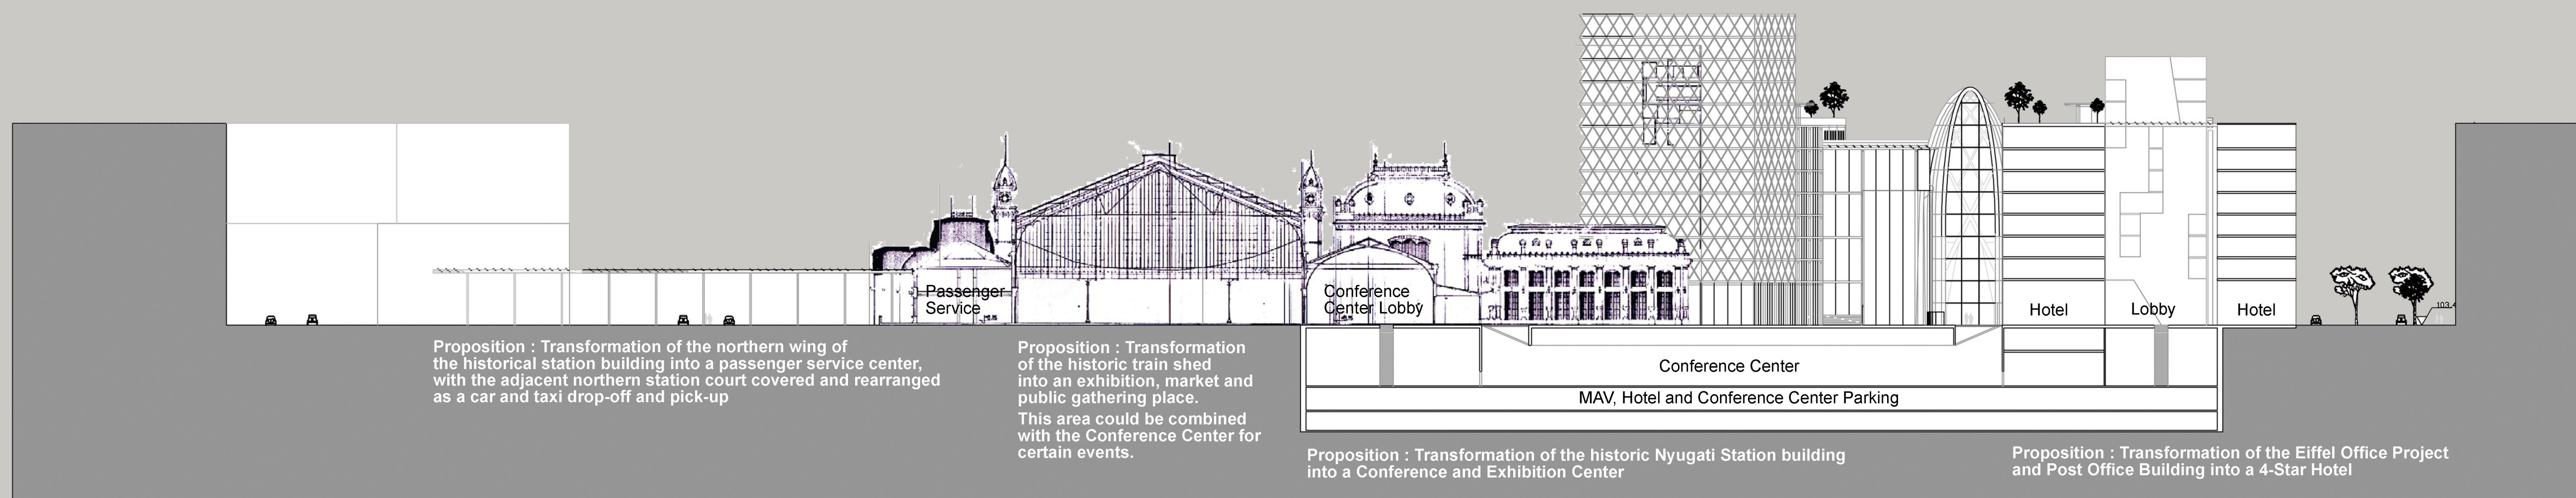 Passenger
Service
Conference
Center Lobby
Hotel
Lobby
Hotel
103.4
Proposition : Transformation of the northern wing of
the historical station building into a passenger service center,
with the adjacent northern station court covered and rearranged
as a car and taxi drop-off and pick-up
Proposition : Transformation
of the historic train shed
into an exhibition, market and
public gathering place.
This area could be combined
with the Conference Center for
certain events.
Conference Center
MAV, Hotel and Conference Center Parking
Proposition : Transformation of the historic Nyugati Station building
into a Conference and Exhibition Center
Proposition : Transformation of the Eiffel Office Project
and Post Office Building into a 4-Star Hotel